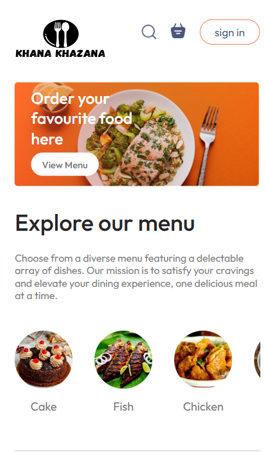 KHANA KHAZANA
sign in
Order your
favourite food
here
View Menu
Explore our menu
Choose from a diverse menu featuring a delectable
array of dishes. Our mission is to satisfy your cravings
and elevate your dining experience, one delicious meal
at a time.
Cake
Fish
Chicken